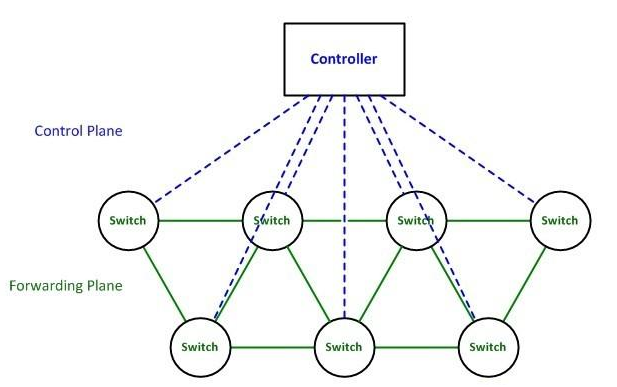 Controller
Control Plane
Switch
Switch
Switch
Switch
Forwarding Plane
Switch
Switch
Switch